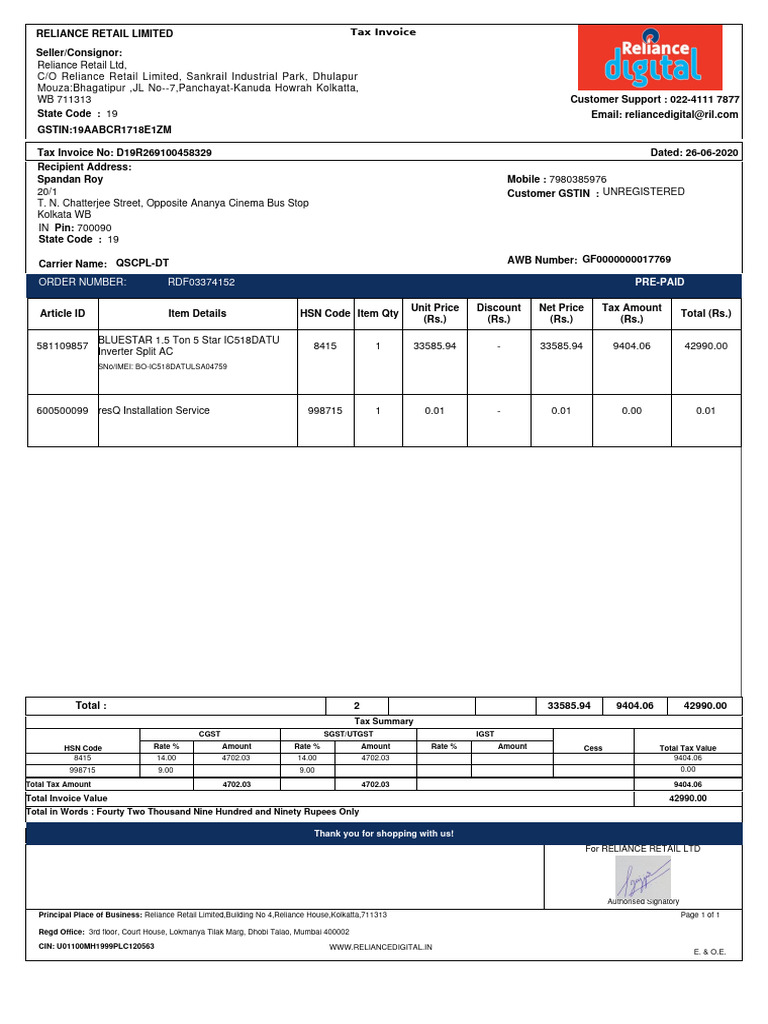 RELIANCE RETAIL LIMITED
Tax Invoice
Reliance
digital
Seller/Consignor:
Reliance Retail Ltd,
C/O Reliance Retail Limited, Sankrail Industrial Park, Dhulapur
Mouza:Bhagatipur ,JL No--7,Panchayat-Kanuda Howrah Kolkatta,
WB 711313
State Code : 19
GSTIN:19AABCR1718E1ZM
Customer Support : 022-4111 7877
Email: reliancedigital@ril.com
Tax Invoice No: D19R269100458329 Dated: 26-06-2020
Recipient Address:
Spandan Roy
20/1
T. N. Chatterjee Street, Opposite Ananya Cinema Bus Stop
Kolkata WB
IN Pin: 700090
State Code : 19
Mobile : 7980385976
Customer GSTIN : UNREGISTERED
Carrier Name: QSCPL-DT
AWB Number: GF0000000017769
ORDER NUMBER: RDF03374152 PRE-PAID
Article ID Item Details HSN Code Item Qty Unit Price (Rs.) Discount (Rs.) Net Price (Rs.) Tax Amount (Rs.) Total (Rs.)
581109857 BLUESTAR 1.5 Ton 5 Star IC518DATU Inverter Split AC 8415 1 33585.94 - 33585.94 9404.06 42990.00
SNo/IMEI: BO-IC518DATULSA04759
600500099 resQ Installation Service 998715 1 0.01 - 0.01 0.00 0.01
Total : 2 33585.94 9404.06 42990.00
Tax Summary
HSN Code CGST SGST/UTGST IGST Cess Total Tax Value
Rate % Amount Rate % Amount Rate % Amount
8415 14.00 4702.03 14.00 4702.03 9404.06
998715 9.00 9.00 0.00
Total Tax Amount 4702.03 4702.03 9404.06
Total Invoice Value 42990.00
Total in Words : Fourty Two Thousand Nine Hundred and Ninety Rupees Only
Thank you for shopping with us!
For RELIANCE RETAIL LTD
Authorised Signatory
Principal Place of Business: Reliance Retail Limited,Building No 4,Reliance House,Kolkatta,711313
Page 1 of 1
Regd Office: 3rd floor, Court House, Lokmanya Tilak Marg, Dhobi Talao, Mumbai 400002
CIN: U01100MH1999PLC120563
WWW.RELIANCEDIGITAL.IN
E. & O.E.